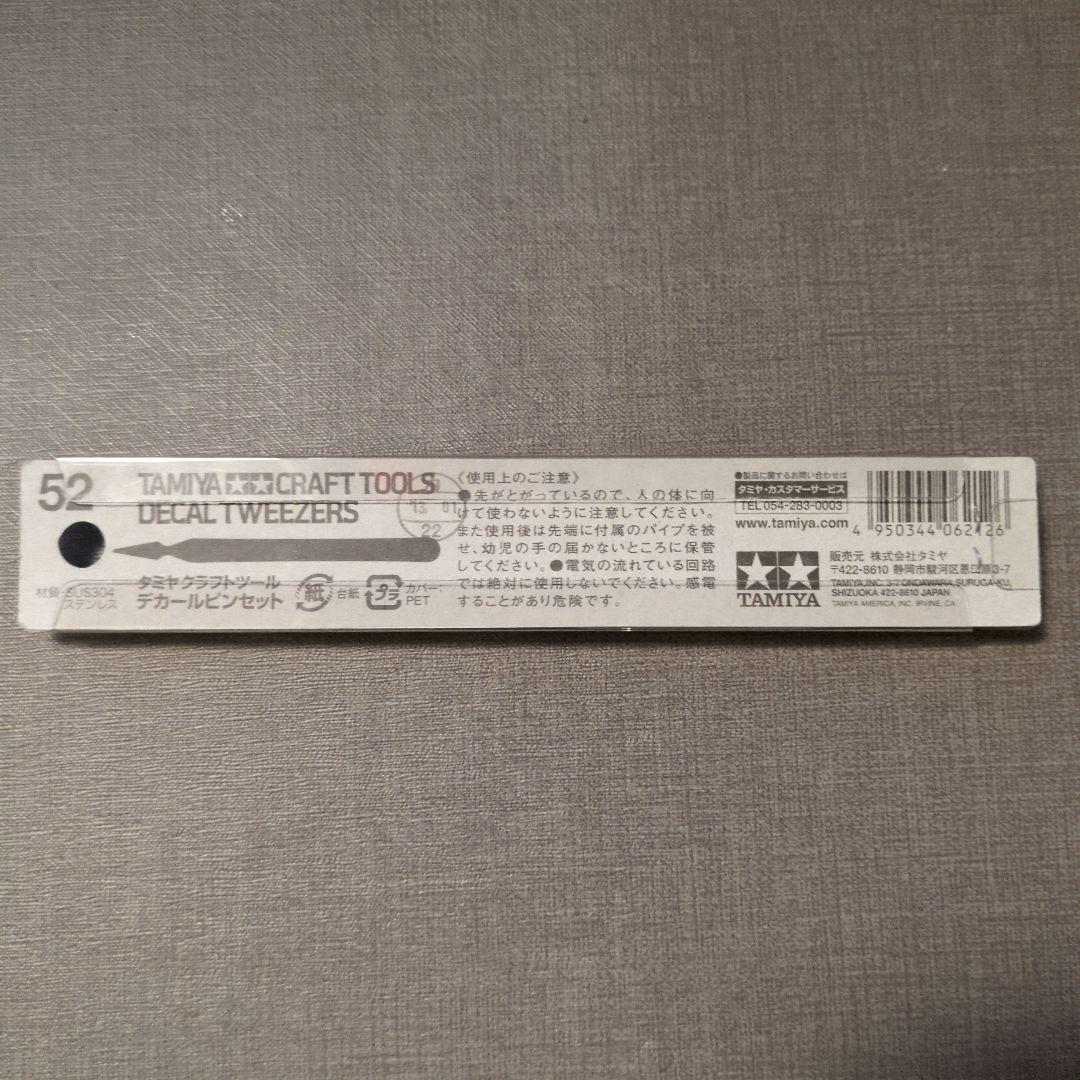 52
TAMIYA CRAFT TOOLS
DECAL TWEEZERS
タミヤ クラフトツール
デカールピンセット
材質：SUS304
ステンレス
紙
台紙
プラ
カバー：
PET
13. 01
22
《使用上のご注意》
●先がとがっているので、人の体に向
けて使わないように注意してください。
また使用後は先端に付属のパイプを被
せ、幼児の手の届かないところに保管
してください。●電気の流れている回路
では絶対に使用しないでください。感電
することがあり危険です。
●製品に関するお問い合わせは
タミヤ・カスタマーサービス
TEL 054-283-0003
www.tamiya.com
4 950344 062126
TAMIYA
販売元 株式会社タミヤ
〒422-8610 静岡市駿河区恩田原3-7
TAMIYA, INC. 3-7 ONDAWARA, SURUGA-KU,
SHIZUOKA 422-8610 JAPAN
TAMIYA AMERICA, INC. IRVINE, CA.